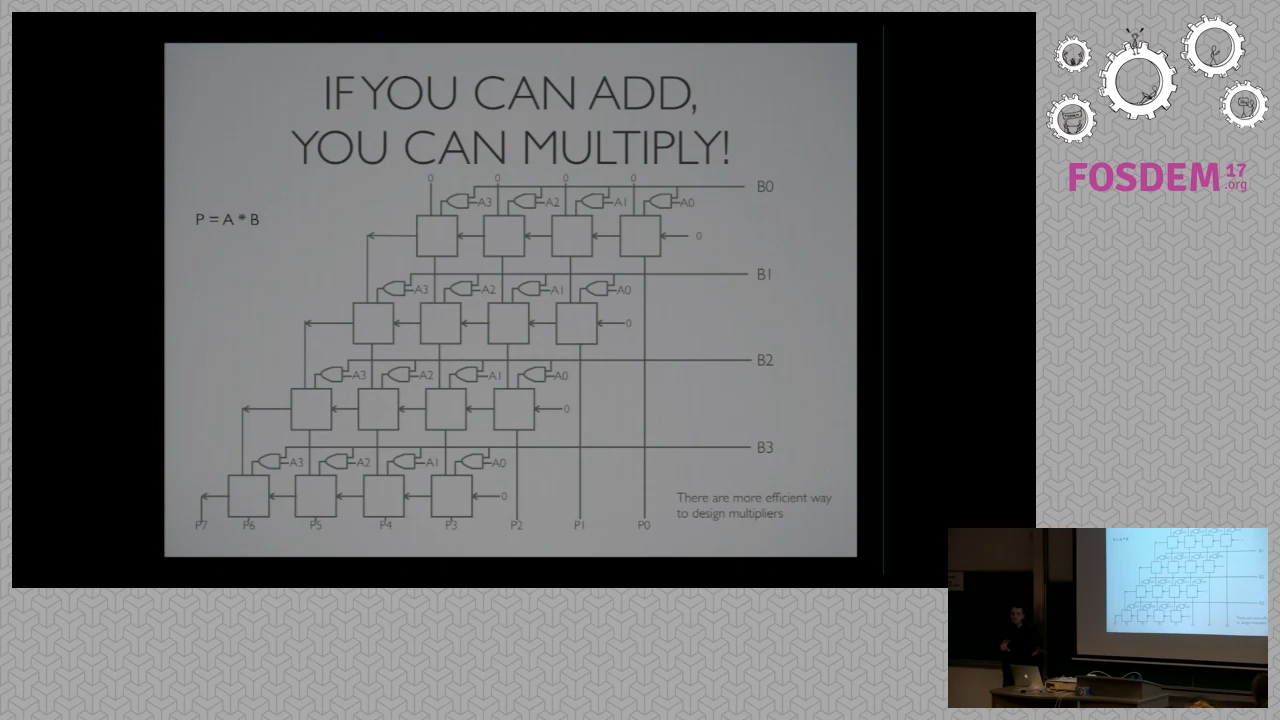 IF YOU CAN ADD,
YOU CAN MULTIPLY!
P = A * B
0 0 0 0
B0
A3 A2 A1 A0
0
B1
A3 A2 A1 A0
0
B2
A3 A2 A1 A0
0
B3
A3 A2 A1 A0
0
P7 P6 P5 P4 P3 P2 P1 P0
There are more efficient way
to design multipliers
FOSDEM 17
.org